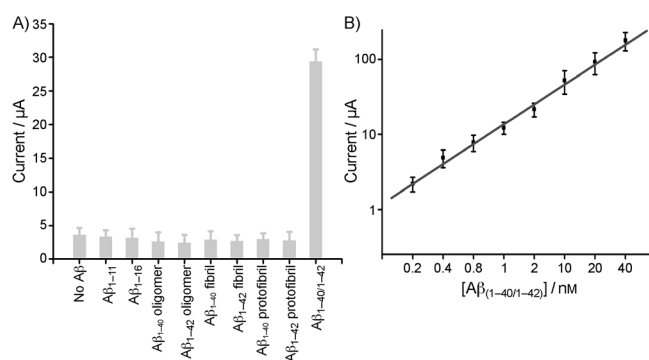 A)
Current / µA
35
30
25
20
15
10
5
0
No Aβ
Aβ1–11
Aβ1–16
Aβ1–40 oligomer
Aβ1–42 oligomer
Aβ1–40 fibril
Aβ1–42 fibril
Aβ1–40 protofibril
Aβ1–42 protofibril
Aβ1–40/1–42
B)
Current / µA
100
10
1
0.2 0.4 0.8 1 2 10 20 40
[Aβ(1–40/1–42)] / nM